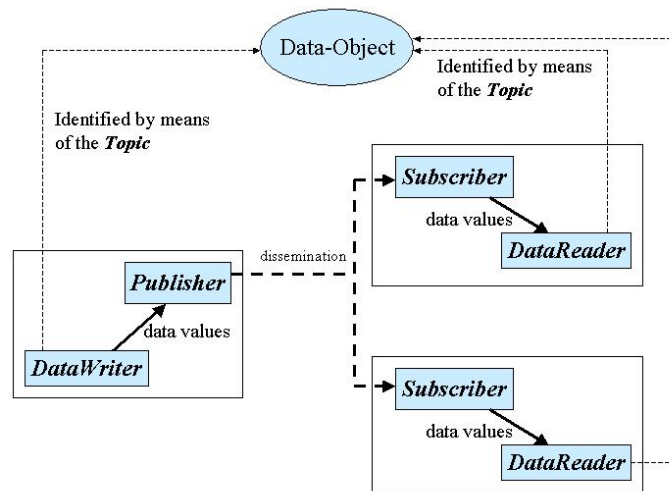 Data-Object
Identified by means
of the Topic
Identified by means
of the Topic
Subscriber
data values
DataReader
dissemination
Publisher
data values
DataWriter
Subscriber
data values
DataReader